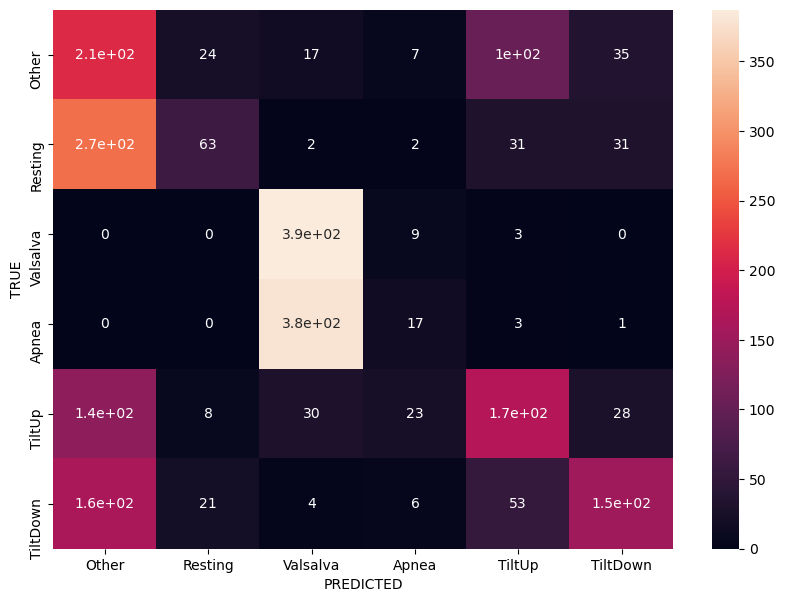 Other 2.1e+02 24 17 7 1e+02 35
Resting 2.7e+02 63 2 2 31 31
Valsalva 0 0 3.9e+02 9 3 0
Apnea 0 0 3.8e+02 17 3 1
TiltUp 1.4e+02 8 30 23 1.7e+02 28
TiltDown 1.6e+02 21 4 6 53 1.5e+02
TRUE
Other Resting Valsalva Apnea TiltUp TiltDown
PREDICTED
350
300
250
200
150
100
50
0